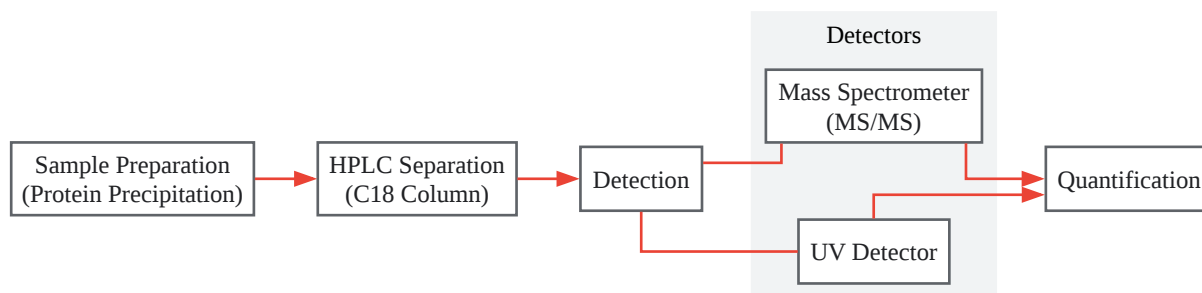 Sample Preparation
(Protein Precipitation)
HPLC Separation
(C18 Column)
Detection
Detectors
Mass Spectrometer
(MS/MS)
UV Detector
Quantification